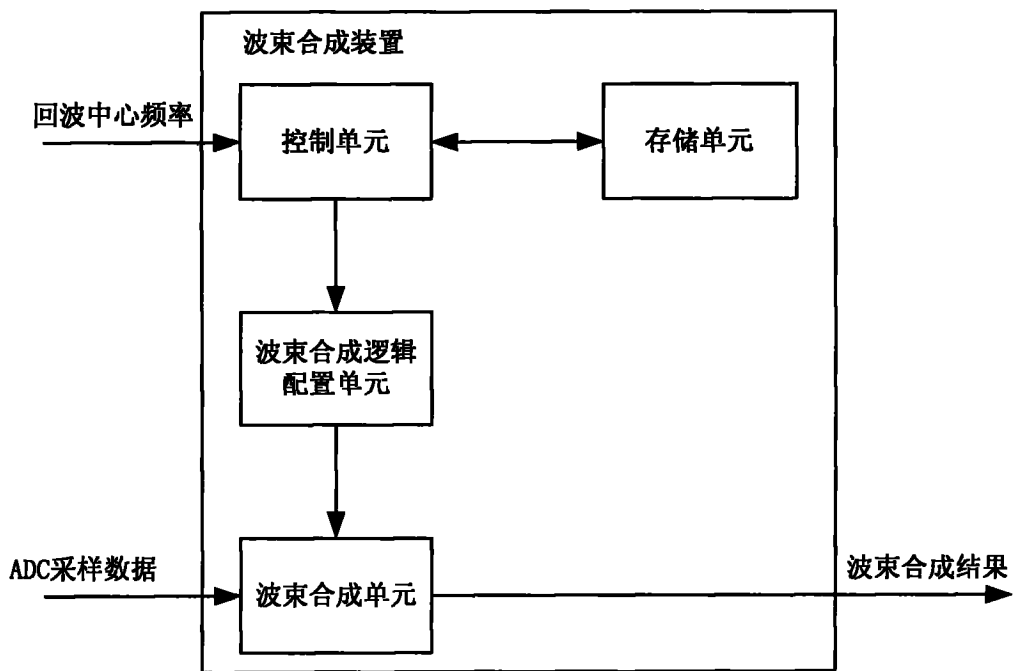 波束合成装置
回波中心频率
控制单元
存储单元
波束合成逻辑
配置单元
ADC采样数据
波束合成单元
波束合成结果